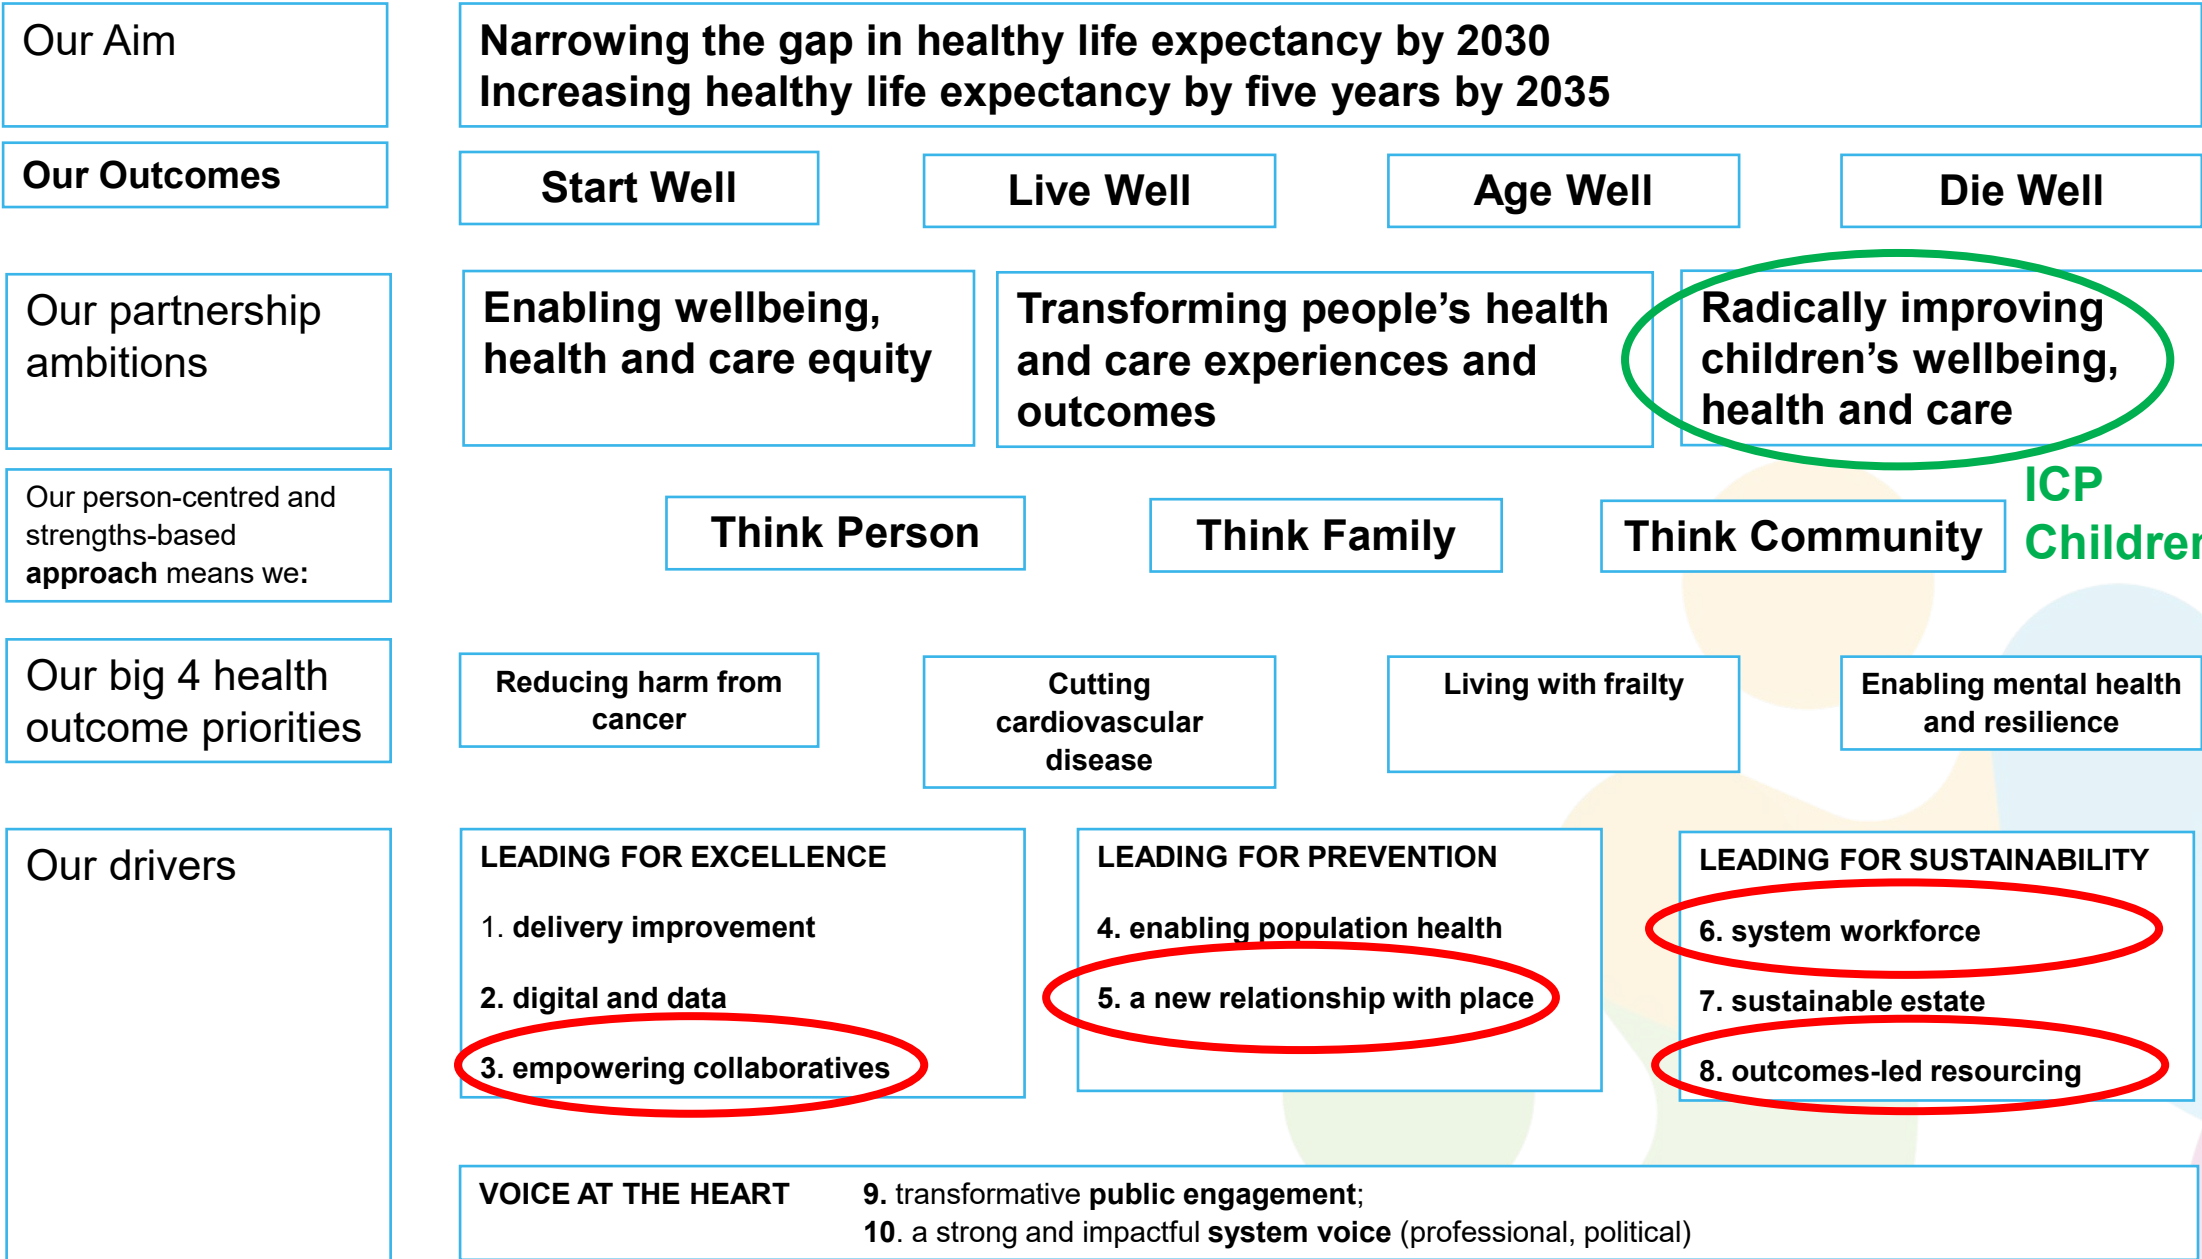 Our Aim
Narrowing the gap in healthy life expectancy by 2030
Increasing healthy life expectancy by five years by 2035
Our Outcomes
Start Well
Live Well
Age Well
Die Well
Our partnership
ambitions
Enabling wellbeing,
health and care equity
Transforming people’s health
and care experiences and
outcomes
Radically improving
children’s wellbeing,
health and care
Our person-centred and
strengths-based
approach means we:
Think Person
Think Family
Think Community
ICP
Children
Our big 4 health
outcome priorities
Reducing harm from
cancer
Cutting
cardiovascular
disease
Living with frailty
Enabling mental health
and resilience
Our drivers
LEADING FOR EXCELLENCE
1. delivery improvement
2. digital and data
3. empowering collaboratives
LEADING FOR PREVENTION
4. enabling population health
5. a new relationship with place
LEADING FOR SUSTAINABILITY
6. system workforce
7. sustainable estate
8. outcomes-led resourcing
VOICE AT THE HEART 9. transformative public engagement;
10. a strong and impactful system voice (professional, political)